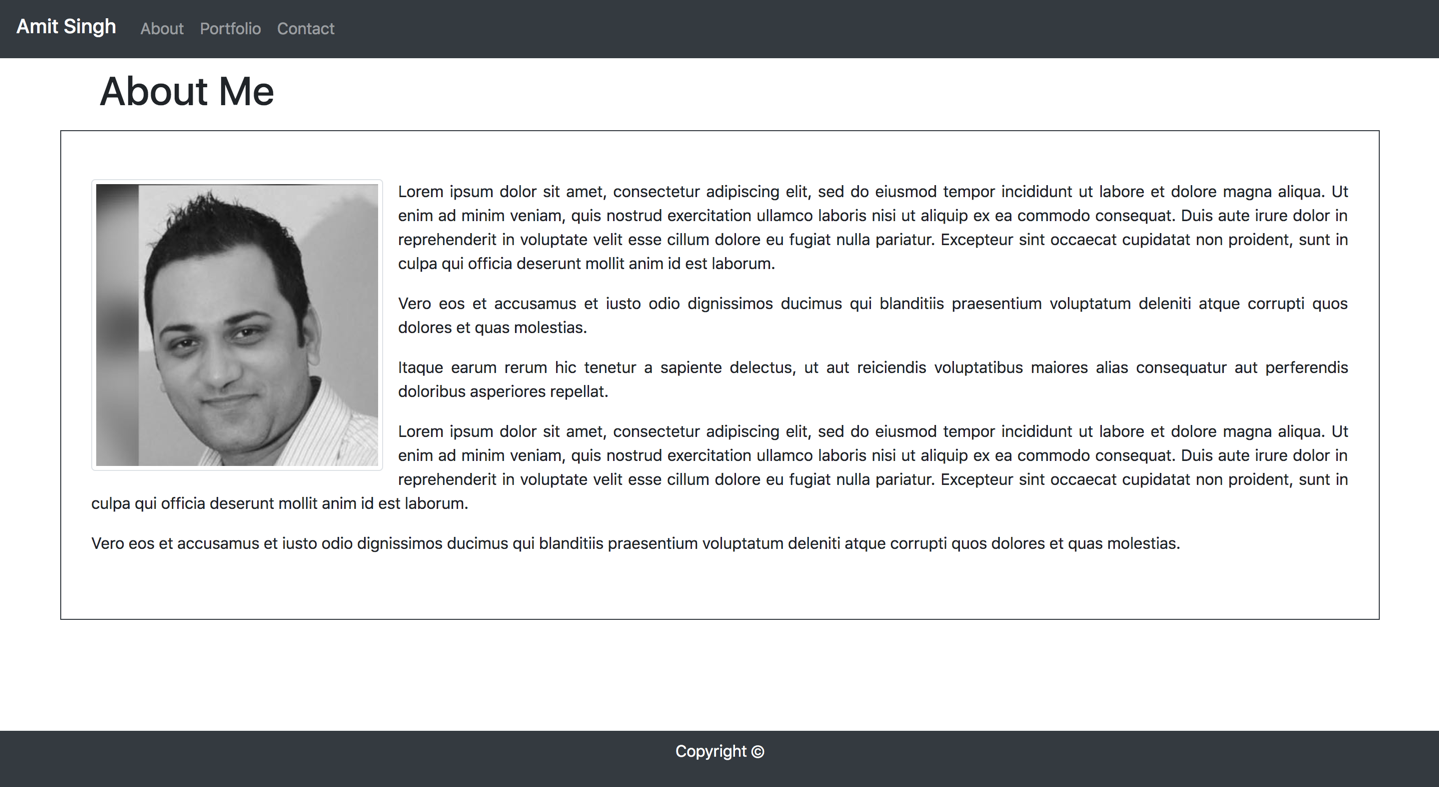 Amit Singh About Portfolio Contact
About Me
Lorem ipsum dolor sit amet, consectetur adipiscing elit, sed do eiusmod tempor incididunt ut labore et dolore magna aliqua. Ut
enim ad minim veniam, quis nostrud exercitation ullamco laboris nisi ut aliquip ex ea commodo consequat. Duis aute irure dolor in
reprehenderit in voluptate velit esse cillum dolore eu fugiat nulla pariatur. Excepteur sint occaecat cupidatat non proident, sunt in
culpa qui officia deserunt mollit anim id est laborum.
Vero eos et accusamus et iusto odio dignissimos ducimus qui blanditiis praesentium voluptatum deleniti atque corrupti quos
dolores et quas molestias.
Itaque earum rerum hic tenetur a sapiente delectus, ut aut reiciendis voluptatibus maiores alias consequatur aut perferendis
doloribus asperiores repellat.
Lorem ipsum dolor sit amet, consectetur adipiscing elit, sed do eiusmod tempor incididunt ut labore et dolore magna aliqua. Ut
enim ad minim veniam, quis nostrud exercitation ullamco laboris nisi ut aliquip ex ea commodo consequat. Duis aute irure dolor in
reprehenderit in voluptate velit esse cillum dolore eu fugiat nulla pariatur. Excepteur sint occaecat cupidatat non proident, sunt in
culpa qui officia deserunt mollit anim id est laborum.
Vero eos et accusamus et iusto odio dignissimos ducimus qui blanditiis praesentium voluptatum deleniti atque corrupti quos dolores et quas molestias.
Copyright ©